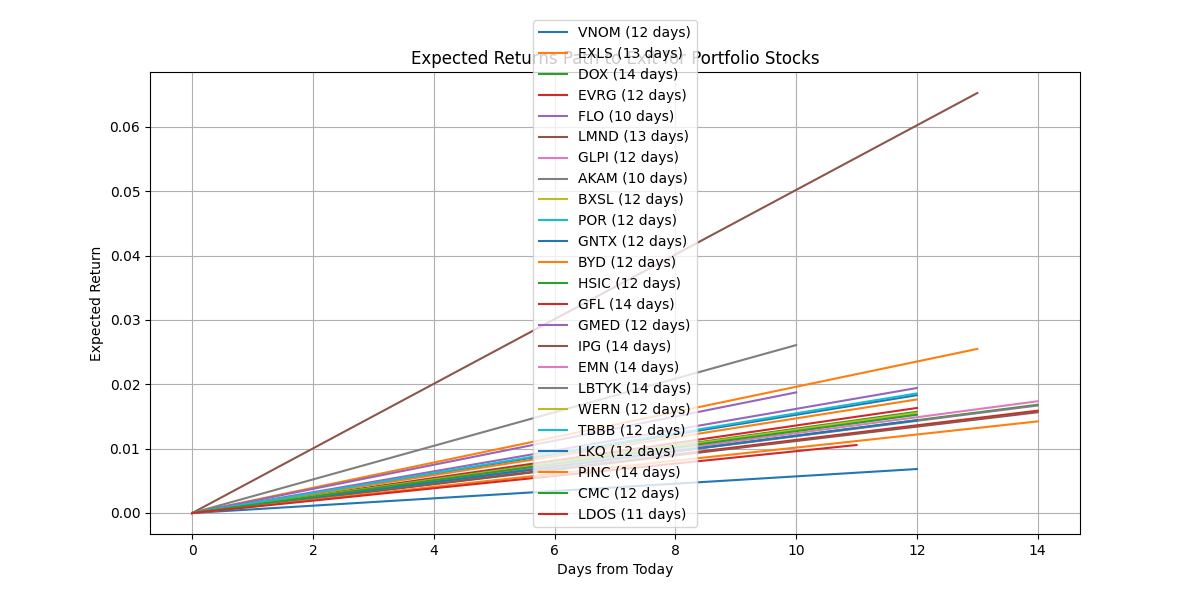 Expected Returns Path to Exit for Portfolio Stocks
VNOM (12 days)
EXLS (13 days)
DOX (14 days)
EVRG (12 days)
FLO (10 days)
LMND (13 days)
GLPI (12 days)
AKAM (10 days)
BXSL (12 days)
POR (12 days)
GNTX (12 days)
BYD (12 days)
HSIC (12 days)
GFL (14 days)
GMED (12 days)
IPG (14 days)
EMN (14 days)
LBTYK (14 days)
WERN (12 days)
TBBB (12 days)
LKQ (12 days)
PINC (14 days)
CMC (12 days)
LDOS (11 days)
Expected Return
0.06
0.05
0.04
0.03
0.02
0.01
0.00
0 2 4 6 8 10 12 14
Days from Today